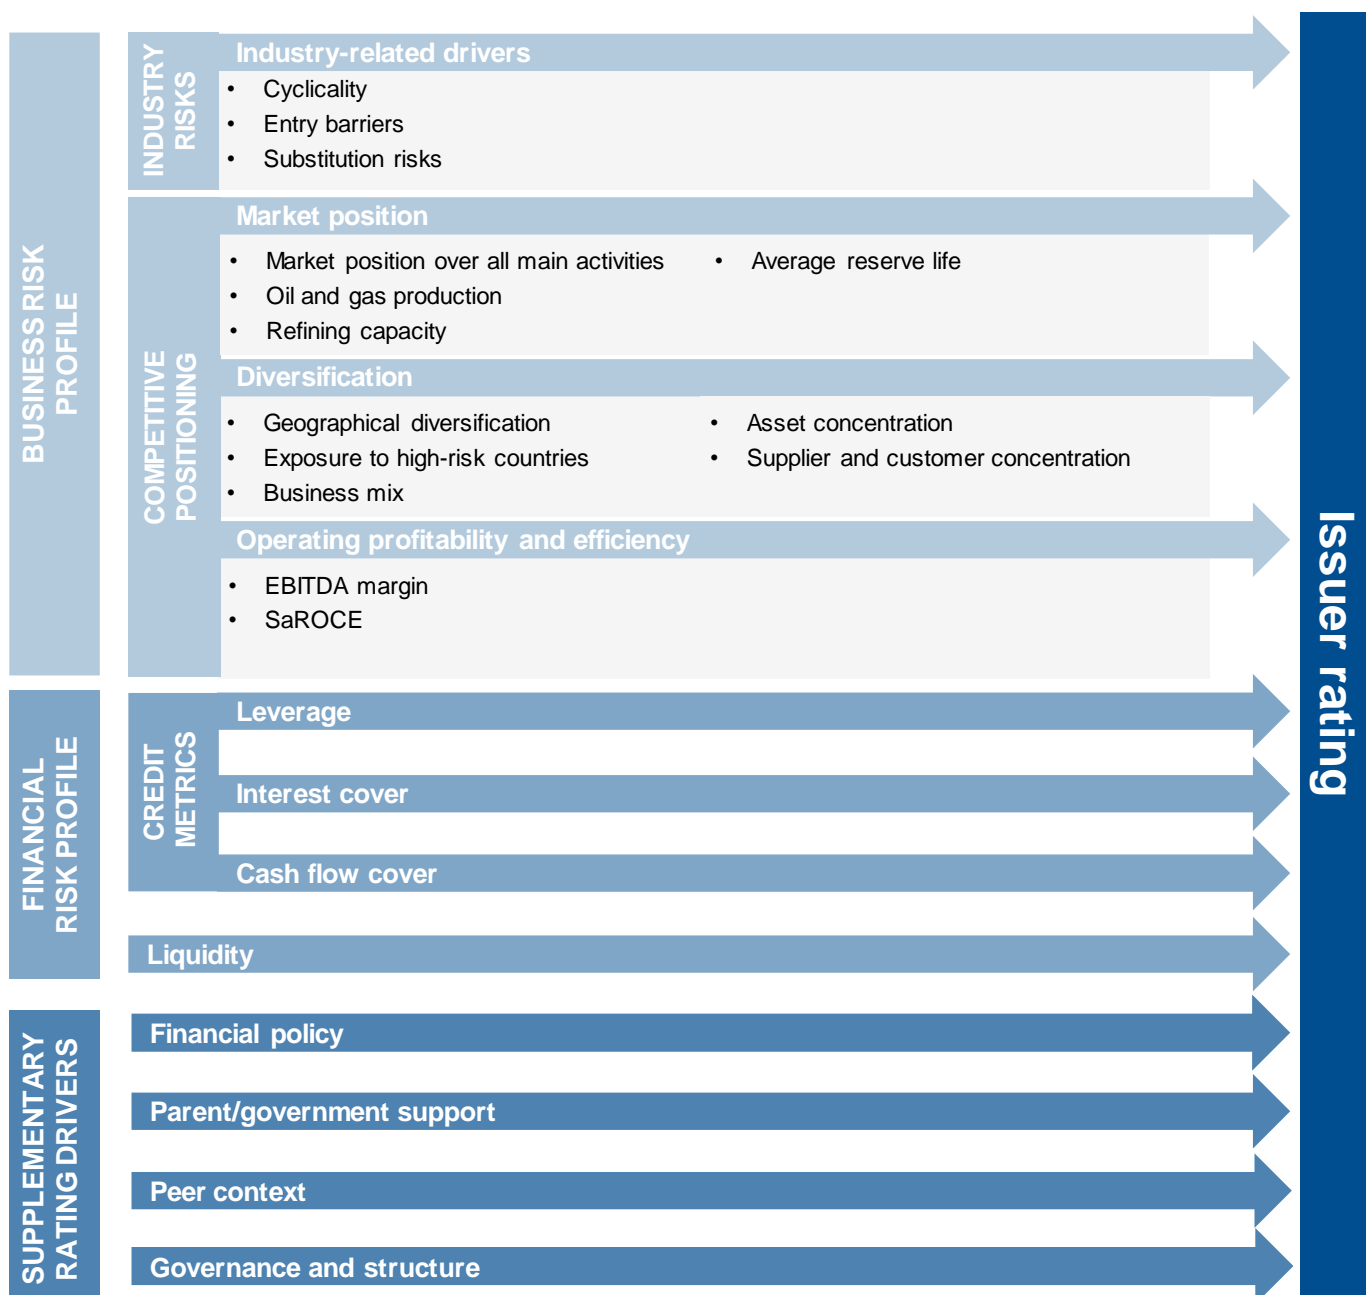 BUSINESS RISK
PROFILE
INDUSTRY
RISKS
Industry-related drivers
• Cyclicality
• Entry barriers
• Substitution risks
COMPETITIVE
POSITIONING
Market position
• Market position over all main activities
• Oil and gas production
• Refining capacity
• Average reserve life
Diversification
• Geographical diversification
• Exposure to high-risk countries
• Business mix
• Asset concentration
• Supplier and customer concentration
Operating profitability and efficiency
• EBITDA margin
• SaROCE
FINANCIAL
RISK PROFILE
CREDIT
METRICS
Leverage
Interest cover
Cash flow cover
Liquidity
SUPPLEMENTARY
RATING DRIVERS
Financial policy
Parent/government support
Peer context
Governance and structure
Issuer rating